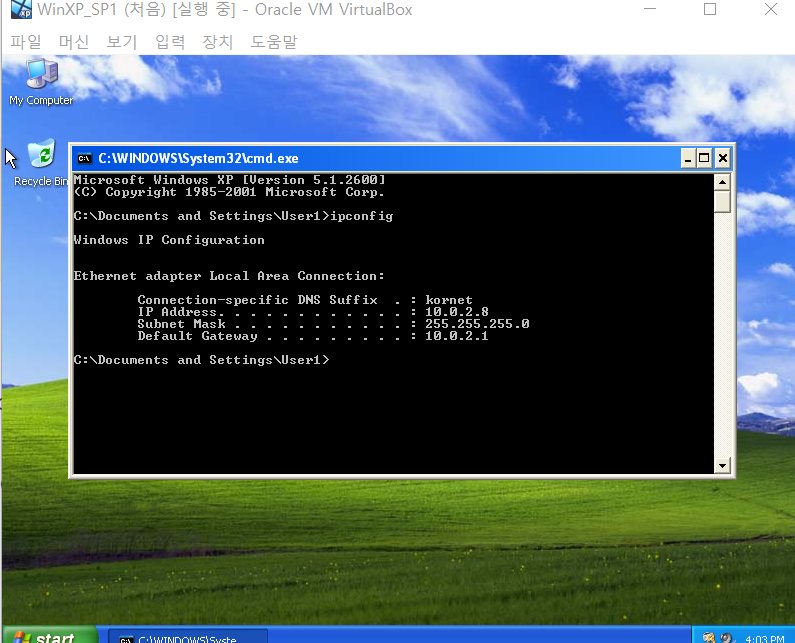 WinXP_SP1 (처음) [실행 중] - Oracle VM VirtualBox
파일 머신 보기 입력 장치 도움말
My Computer
Recycle Bin
C:\WINDOWS\System32\cmd.exe
Microsoft Windows XP [Version 5.1.2600]
(C) Copyright 1985-2001 Microsoft Corp.
C:\Documents and Settings\User1>ipconfig
Windows IP Configuration
Ethernet adapter Local Area Connection:
Connection-specific DNS Suffix . : kornet
IP Address. . . . . . . . . . . . : 10.0.2.8
Subnet Mask . . . . . . . . . . . : 255.255.255.0
Default Gateway . . . . . . . . . : 10.0.2.1
C:\Documents and Settings\User1>
start
C:\WINDOWS\Syste...
4:03 PM